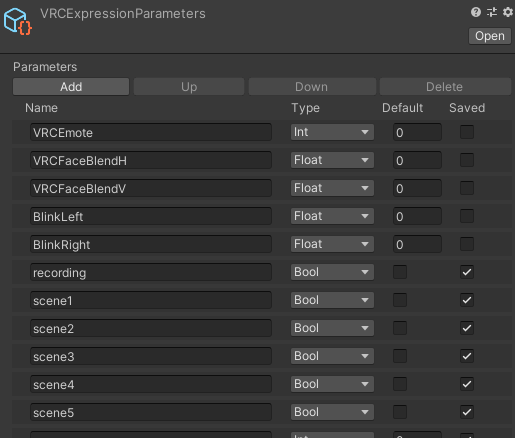 VRCExpressionParameters
Open
Parameters
Add Up Down Delete
Name Type Default Saved
VRCEmote Int 0
VRCFaceBlendH Float 0
VRCFaceBlendV Float 0
BlinkLeft Float 0
BlinkRight Float 0
recording Bool
scene1 Bool
scene2 Bool
scene3 Bool
scene4 Bool
scene5 Bool